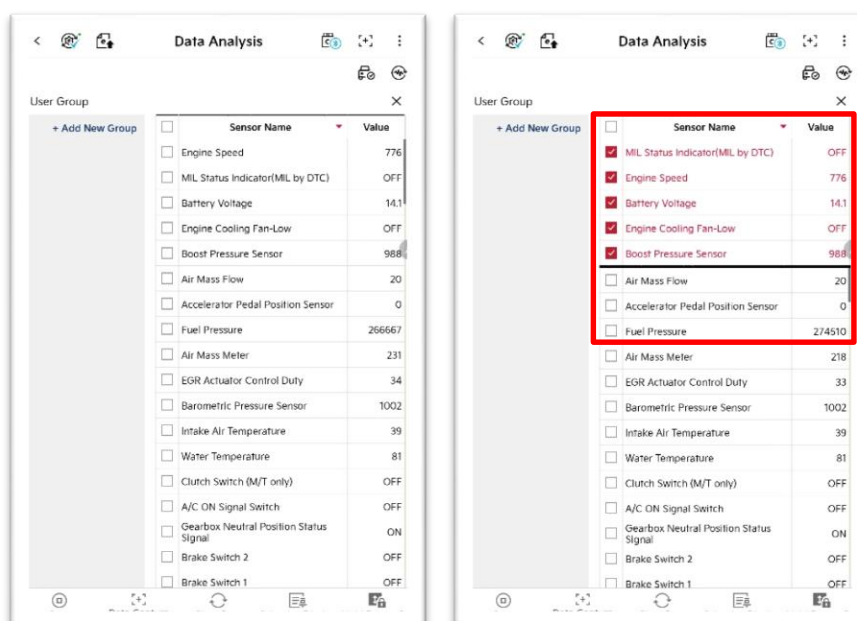 Data Analysis
User Group
+ Add New Group
Sensor Name
Value
Engine Speed
776
MIL Status Indicator(MIL by DTC)
OFF
Battery Voltage
14.1
Engine Cooling Fan-Low
OFF
Boost Pressure Sensor
988
Air Mass Flow
20
Accelerator Pedal Position Sensor
0
Fuel Pressure
266667
Air Mass Meter
231
EGR Actuator Control Duty
34
Barometric Pressure Sensor
1002
Intake Air Temperature
39
Water Temperature
81
Clutch Switch (M/T only)
OFF
A/C ON Signal Switch
OFF
Gearbox Neutral Position Status
Signal
ON
Brake Switch 2
OFF
Brake Switch 1
OFF
Data Analysis
User Group
+ Add New Group
Sensor Name
Value
MIL Status Indicator(MIL by DTC)
OFF
Engine Speed
776
Battery Voltage
14.1
Engine Cooling Fan-Low
OFF
Boost Pressure Sensor
988
Air Mass Flow
20
Accelerator Pedal Position Sensor
0
Fuel Pressure
274510
Air Mass Meter
218
EGR Actuator Control Duty
33
Barometric Pressure Sensor
1002
Intake Air Temperature
39
Water Temperature
81
Clutch Switch (M/T only)
OFF
A/C ON Signal Switch
OFF
Gearbox Neutral Position Status
Signal
ON
Brake Switch 2
OFF
Brake Switch 1
OFF